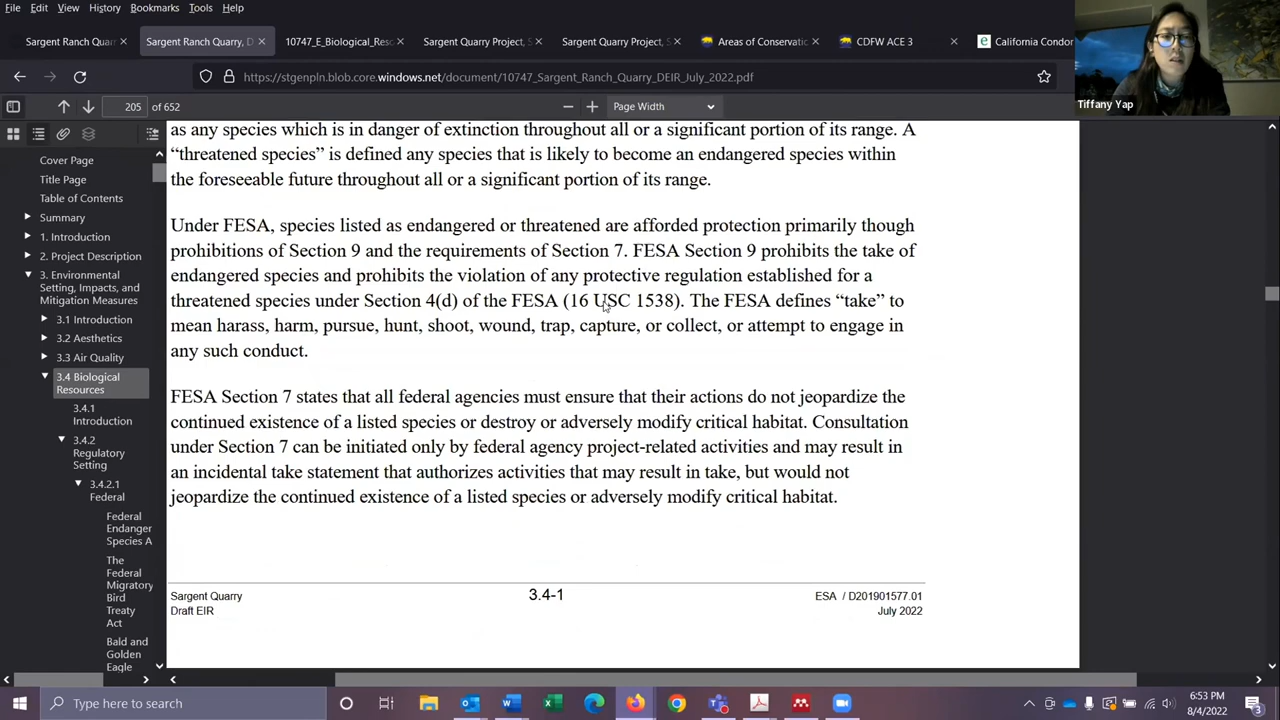 File Edit View History Bookmarks Tools Help
Sargent Ranch Quarr
Sargent Ranch Quarry, D
10747_E_Biological_Resc
Sargent Quarry Project, S
Sargent Quarry Project, S
Areas of Conservatic
CDFW ACE 3
California Condor
https://stgenpln.blob.core.windows.net/document/10747_Sargent_Ranch_Quarry_DEIR_July_2022.pdf
205 of 652
Page Width
Tiffany Yap
Cover Page
Title Page
Table of Contents
Summary
1. Introduction
2. Project Description
3. Environmental
Setting, Impacts, and
Mitigation Measures
3.1 Introduction
3.2 Aesthetics
3.3 Air Quality
3.4 Biological
Resources
3.4.1
Introduction
3.4.2
Regulatory
Setting
3.4.2.1
Federal
Federal
Endanger
Species A
The
Federal
Migratory
Bird
Treaty
Act
Bald and
Golden
Eagle
as any species which is in danger of extinction throughout all or a significant portion of its range. A
“threatened species” is defined any species that is likely to become an endangered species within
the foreseeable future throughout all or a significant portion of its range.
Under FESA, species listed as endangered or threatened are afforded protection primarily though
prohibitions of Section 9 and the requirements of Section 7. FESA Section 9 prohibits the take of
endangered species and prohibits the violation of any protective regulation established for a
threatened species under Section 4(d) of the FESA (16 USC 1538). The FESA defines “take” to
mean harass, harm, pursue, hunt, shoot, wound, trap, capture, or collect, or attempt to engage in
any such conduct.
FESA Section 7 states that all federal agencies must ensure that their actions do not jeopardize the
continued existence of a listed species or destroy or adversely modify critical habitat. Consultation
under Section 7 can be initiated only by federal agency project-related activities and may result in
an incidental take statement that authorizes activities that may result in take, but would not
jeopardize the continued existence of a listed species or adversely modify critical habitat.
Sargent Quarry
Draft EIR
3.4-1
ESA / D201901577.01
July 2022
Type here to search
6:53 PM
8/4/2022
3